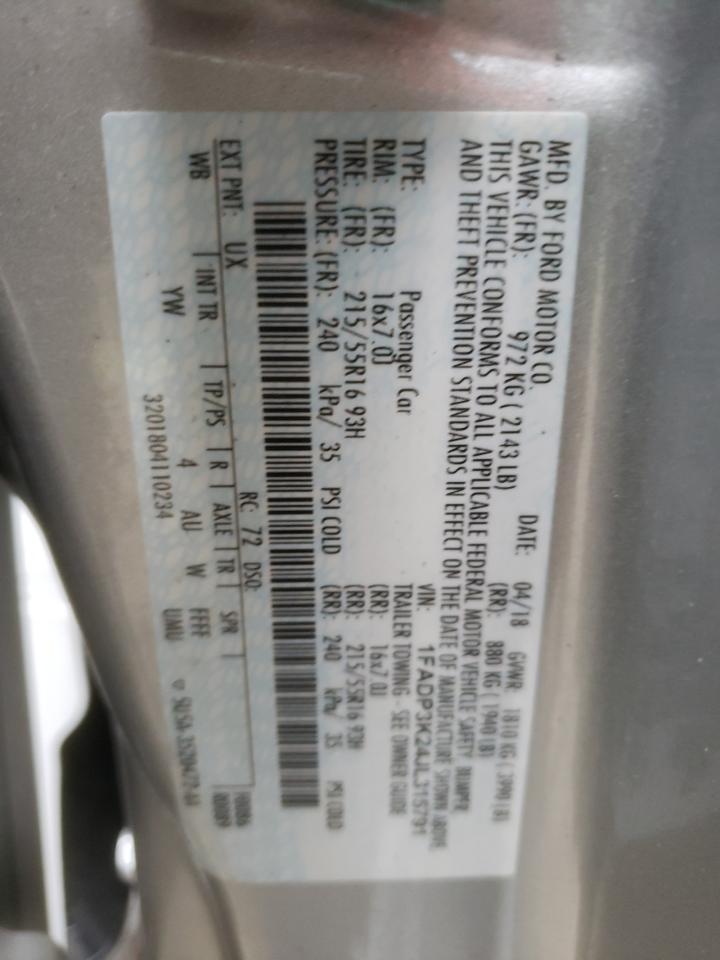 MFD. BY FORD MOTOR CO. DATE: 04/18 GVWR: 1810 KG ( 3990 LB)
GAWR: (FR): 972 KG ( 2143 LB) (RR): 880 KG ( 1940 LB)
THIS VEHICLE CONFORMS TO ALL APPLICABLE FEDERAL MOTOR VEHICLE SAFETY, BUMPER,
AND THEFT PREVENTION STANDARDS IN EFFECT ON THE DATE OF MANUFACTURE SHOWN ABOVE.
VIN: 1FADP3K24JL315791
TYPE: Passenger Car TRAILER TOWING - SEE OWNER GUIDE
RIM: (FR): 16x7.0J (RR): 16x7.0J
TIRE: (FR): 215/55R16 93H (RR): 215/55R16 93H
PRESSURE: (FR): 240 kPa/ 35 PSI COLD (RR): 240 kPa/ 35 PSI COLD
RC: 72 DSO:
EXT PNT: UX
WB INT TR TP/PS R AXLE TR SPR
YW 4 AU W FFFF
3201804110234 UMU